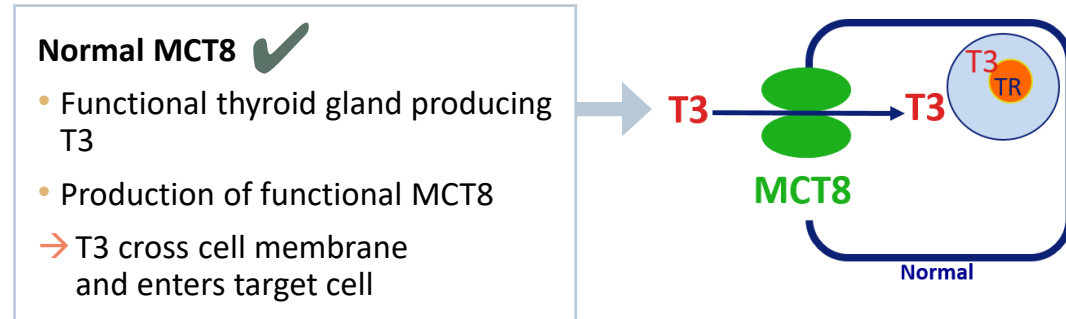 Normal MCT8 ✔
• Functional thyroid gland producing
T3
• Production of functional MCT8
→ T3 cross cell membrane
and enters target cell
T3
T3
T3
TR
MCT8
Normal